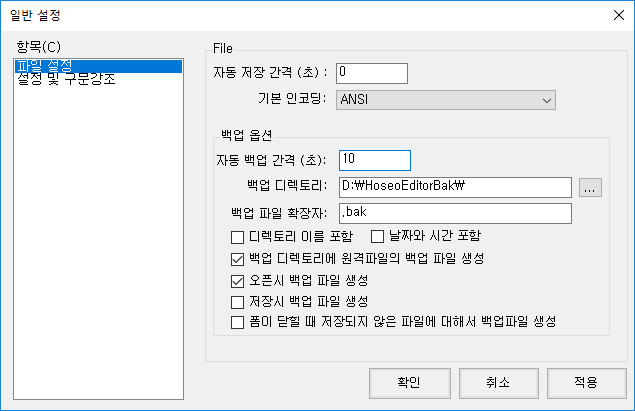 일반 설정
항목(C)
파일 설정
설정 및 구문강조
File
자동 저장 간격 (초) : 0
기본 인코딩: ANSI
백업 옵션
자동 백업 간격 (초): 10
백업 디렉토리: D:₩HoseoEditorBak₩ ...
백업 파일 확장자: .bak
디렉토리 이름 포함 날짜와 시간 포함
백업 디렉토리에 원격파일의 백업 파일 생성
오픈시 백업 파일 생성
저장시 백업 파일 생성
폼이 닫힐 때 저장되지 않은 파일에 대해서 백업파일 생성
확인 취소 적용